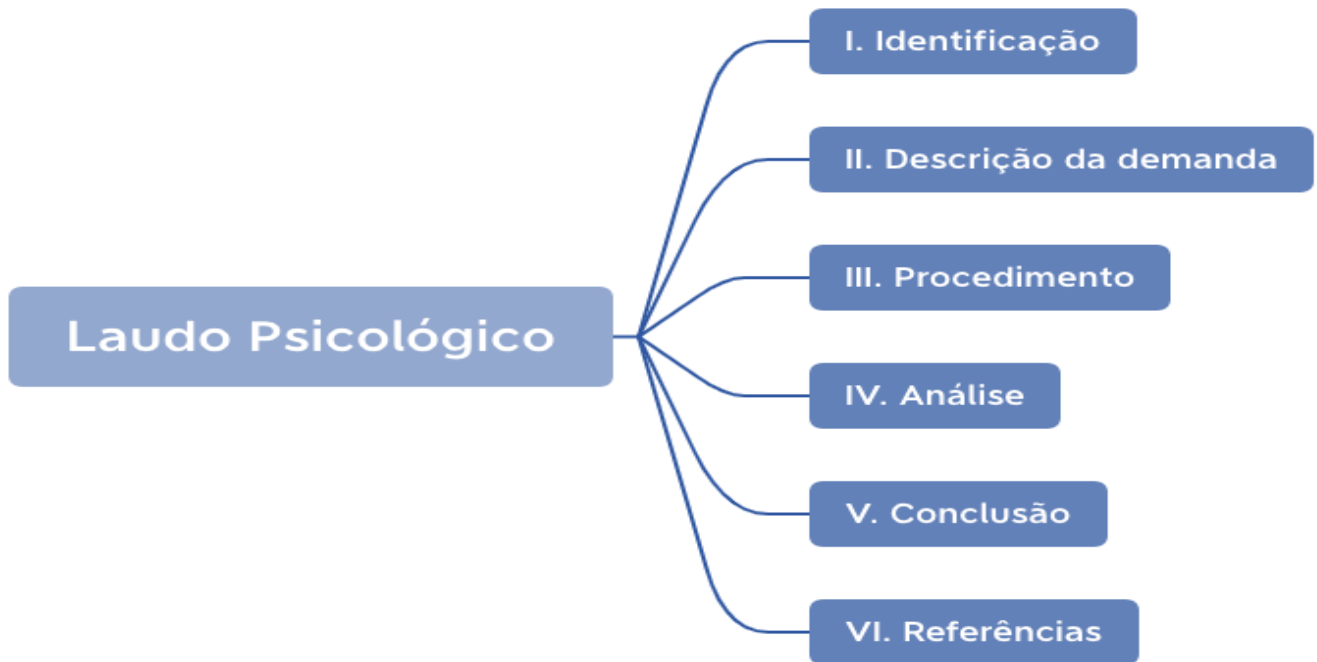 Laudo Psicológico
I. Identificação
II. Descrição da demanda
III. Procedimento
IV. Análise
V. Conclusão
VI. Referências